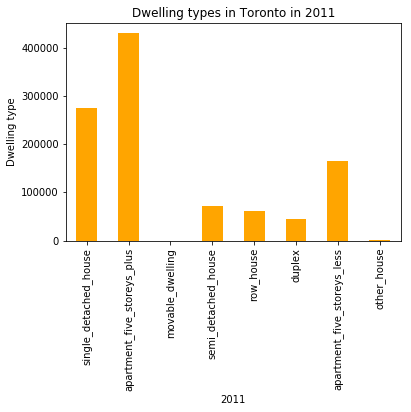 Dwelling types in Toronto in 2011
Dwelling type
400000
300000
200000
100000
0
single_detached_house
apartment_five_storeys_plus
movable_dwelling
semi_detached_house
row_house
duplex
apartment_five_storeys_less
other_house
2011